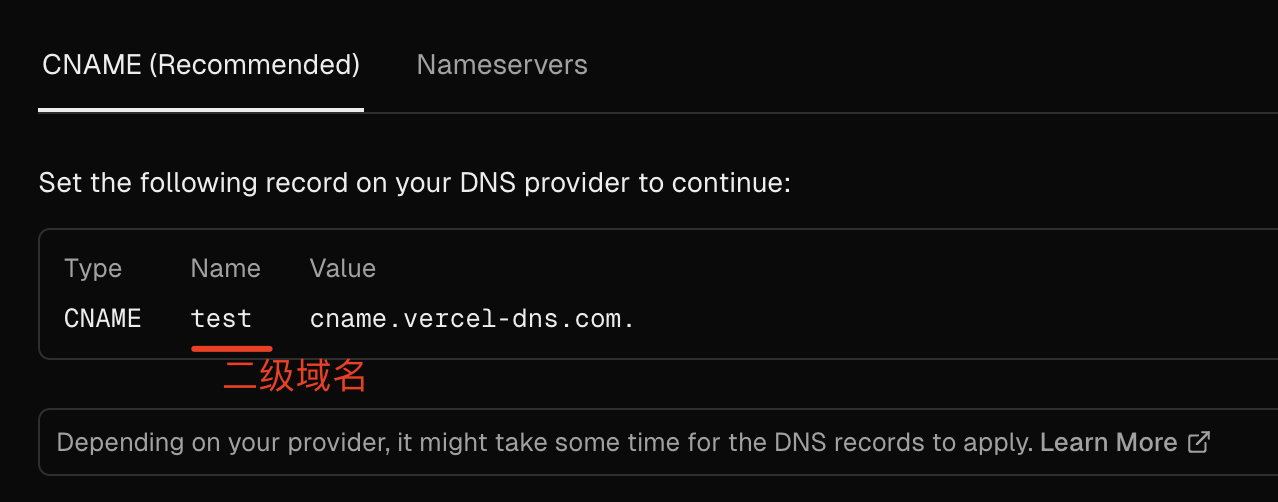 CNAME (Recommended) Nameservers
Set the following record on your DNS provider to continue:
Type Name Value
CNAME test cname.vercel-dns.com.
二级域名
Depending on your provider, it might take some time for the DNS records to apply. Learn More